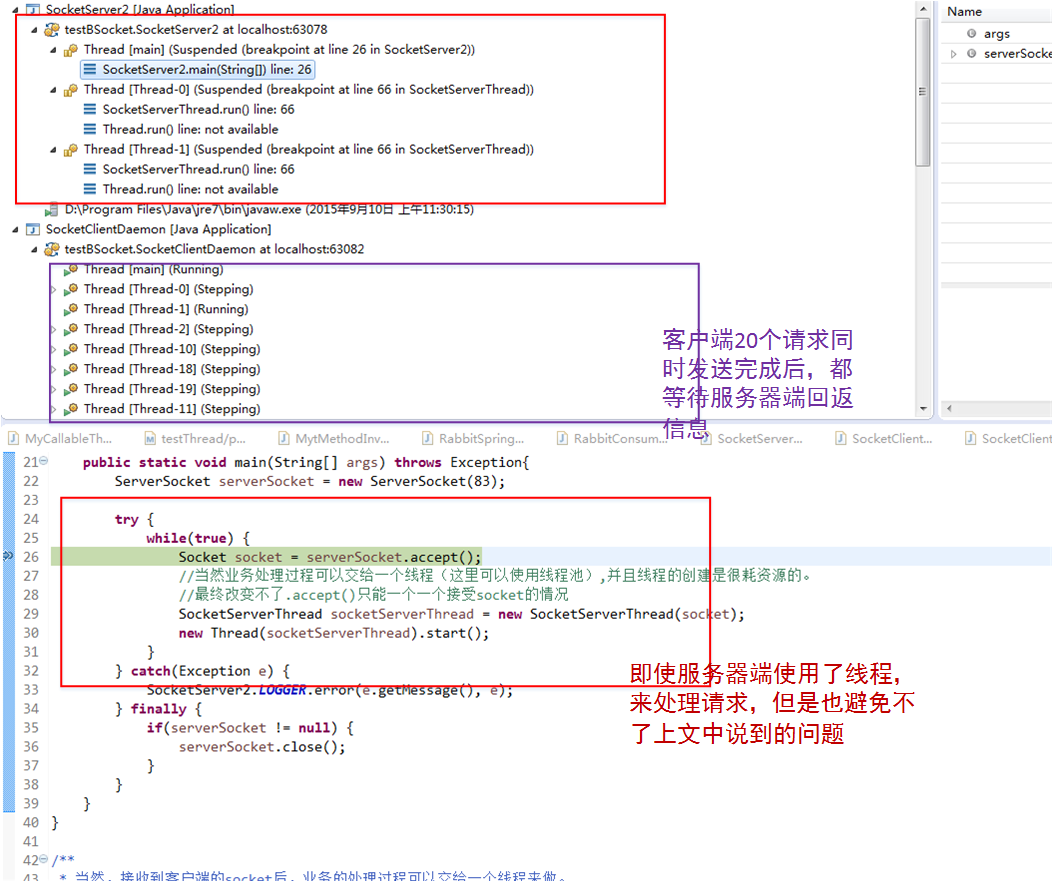 SocketServer2 [Java Application]
testBSocket.SocketServer2 at localhost:63078
Thread [main] (Suspended (breakpoint at line 26 in SocketServer2))
SocketServer2.main(String[]) line: 26
Thread [Thread-0] (Suspended (breakpoint at line 66 in SocketServerThread))
SocketServerThread.run() line: 66
Thread.run() line: not available
Thread [Thread-1] (Suspended (breakpoint at line 66 in SocketServerThread))
SocketServerThread.run() line: 66
Thread.run() line: not available
D:\Program Files\Java\jre7\bin\javaw.exe (2015年9月10日 上午11:30:15)
SocketClientDaemon [Java Application]
testBSocket.SocketClientDaemon at localhost:63082
Thread [main] (Running)
Thread [Thread-0] (Stepping)
Thread [Thread-1] (Running)
Thread [Thread-2] (Stepping)
Thread [Thread-10] (Stepping)
Thread [Thread-18] (Stepping)
Thread [Thread-19] (Stepping)
Thread [Thread-11] (Stepping)
Name
args
serverSocke
客户端20个请求同
时发送完成后，都
等待服务器端回返
信息
MyCallableTh... testThread/p... MytMethodInv... RabbitSpring... RabbitConsum... SocketServer... SocketClient... SocketClient
21 public static void main(String[] args) throws Exception{
22 ServerSocket serverSocket = new ServerSocket(83);
23
24 try {
25 while(true) {
26 Socket socket = serverSocket.accept();
27 //当然业务处理过程可以交给一个线程（这里可以使用线程池）,并且线程的创建是很耗资源的。
28 //最终改变不了.accept()只能一个一个接受socket的情况
29 SocketServerThread socketServerThread = new SocketServerThread(socket);
30 new Thread(socketServerThread).start();
31 }
32 } catch(Exception e) {
33 SocketServer2.LOGGER.error(e.getMessage(), e);
34 } finally {
35 if(serverSocket != null) {
36 serverSocket.close();
37 }
38 }
39 }
40 }
41
42 /**
43 * 当然，接收到客户端的socket后，业务的处理过程可以交给一个线程来做。
即使服务器端使用了线程，
来处理请求，但是也避免不
了上文中说到的问题